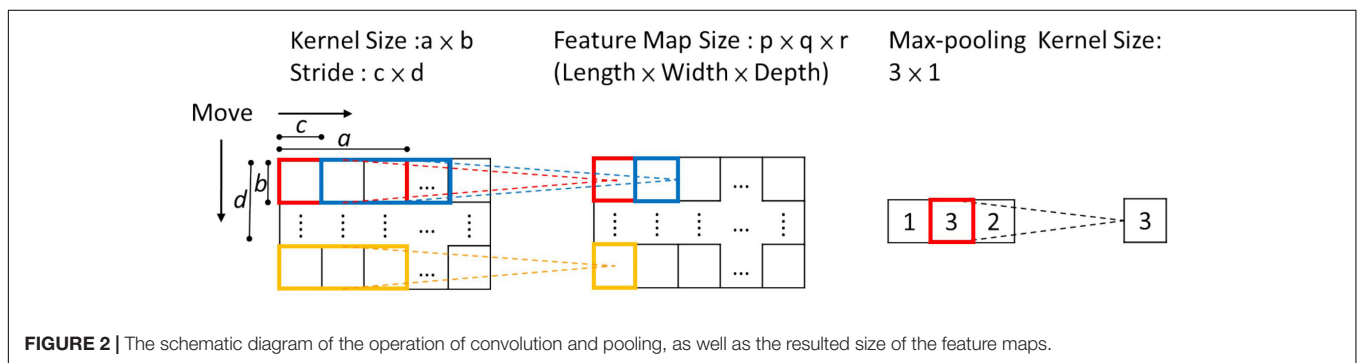 Kernel Size :a × b
Stride : c × d
Feature Map Size : p × q × r
(Length × Width × Depth)
Max-pooling Kernel Size:
3 × 1
Move
c
a
b
d
...
...
...
...
1 3 2
3
FIGURE 2 | The schematic diagram of the operation of convolution and pooling, as well as the resulted size of the feature maps.